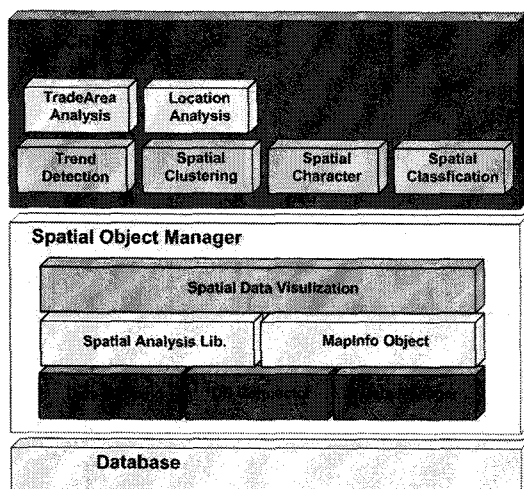 TradeArea
Analysis
Location
Analysis
Trend
Detection
Spatial
Clustering
Spatial
Character
Spatial
Classfication
Spatial Object Manager
Spatial Data Visulization
Spatial Analysis Lib.
MapInfo Object
Database